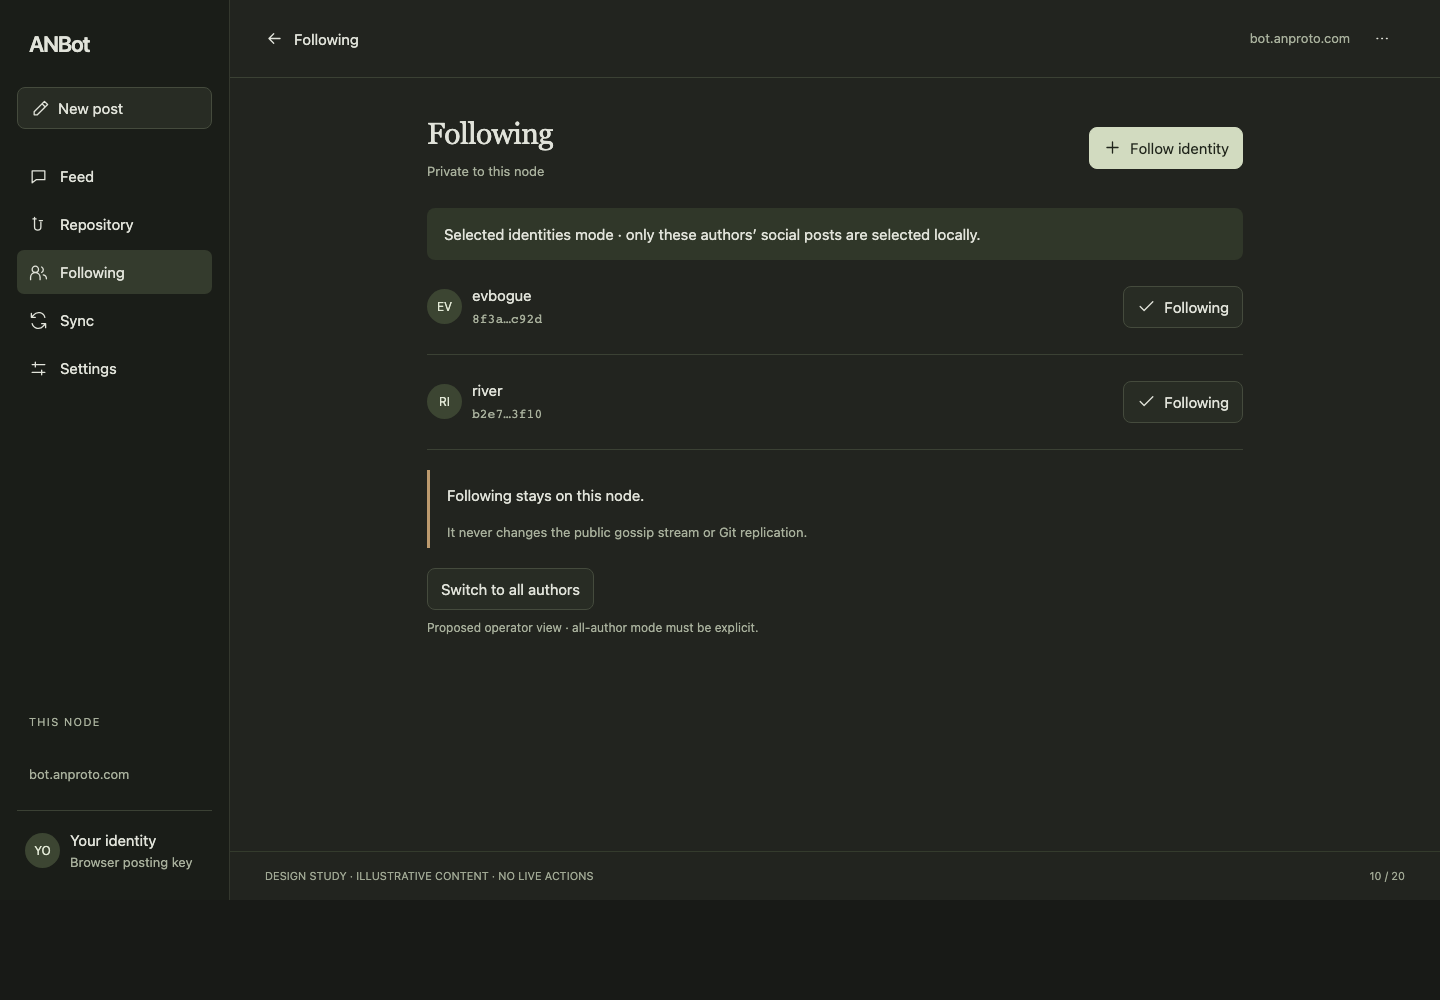 ANBot
New post
Feed
Repository
Following
Sync
Settings
THIS NODE
bot.anproto.com
YO
Your identity
Browser posting key
Following
bot.anproto.com
Following
Private to this node
Follow identity
Selected identities mode · only these authors’ social posts are selected locally.
EV
evbogue
8f3a…c92d
Following
RI
river
b2e7…3f10
Following
Following stays on this node.
It never changes the public gossip stream or Git replication.
Switch to all authors
Proposed operator view · all-author mode must be explicit.
DESIGN STUDY · ILLUSTRATIVE CONTENT · NO LIVE ACTIONS
10 / 20